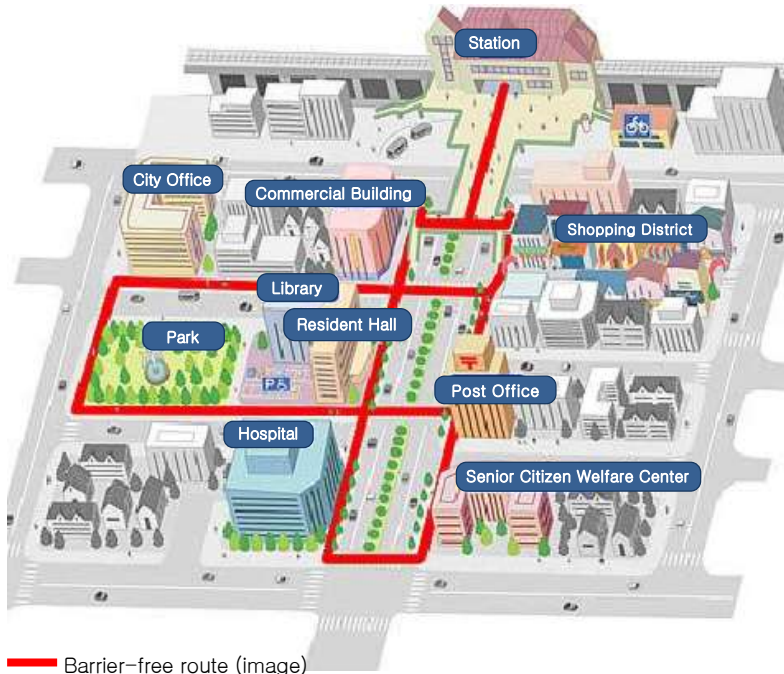 Station
City Office
Commercial Building
Shopping District
Library
Resident Hall
Park
P
Post Office
Hospital
Senior Citizen Welfare Center
Barrier-free route (image)